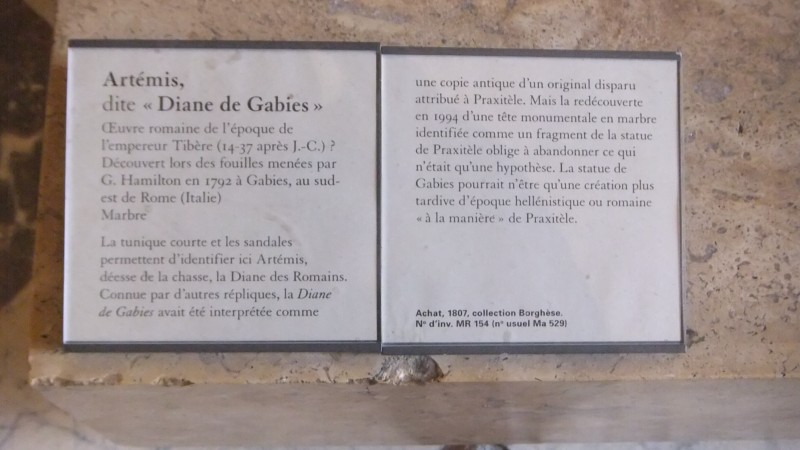 Artémis,
dite « Diane de Gabies »
Œuvre romaine de l'époque de
l'empereur Tibère (14-37 après J.-C.) ?
Découvert lors des fouilles menées par
G. Hamilton en 1792 à Gabies, au sud-
est de Rome (Italie)
Marbre
La tunique courte et les sandales
permettent d'identifier ici Artémis,
déesse de la chasse, la Diane des Romains.
Connue par d'autres répliques, la Diane
de Gabies avait été interprétée comme
une copie antique d'un original disparu
attribué à Praxitèle. Mais la redécouverte
en 1994 d'une tête monumentale en marbre
identifiée comme un fragment de la statue
de Praxitèle oblige à abandonner ce qui
n'était qu'une hypothèse. La statue de
Gabies pourrait n'être qu'une création plus
tardive d'époque hellénistique ou romaine
« à la manière » de Praxitèle.
Achat, 1807, collection Borghèse.
N° d'inv. MR 154 (n° usuel Ma 529)